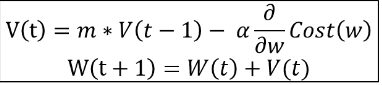 V(t) = m ∗ V(t − 1) − α ∂/∂w Cost(w)
W(t + 1) = W(t) + V(t)